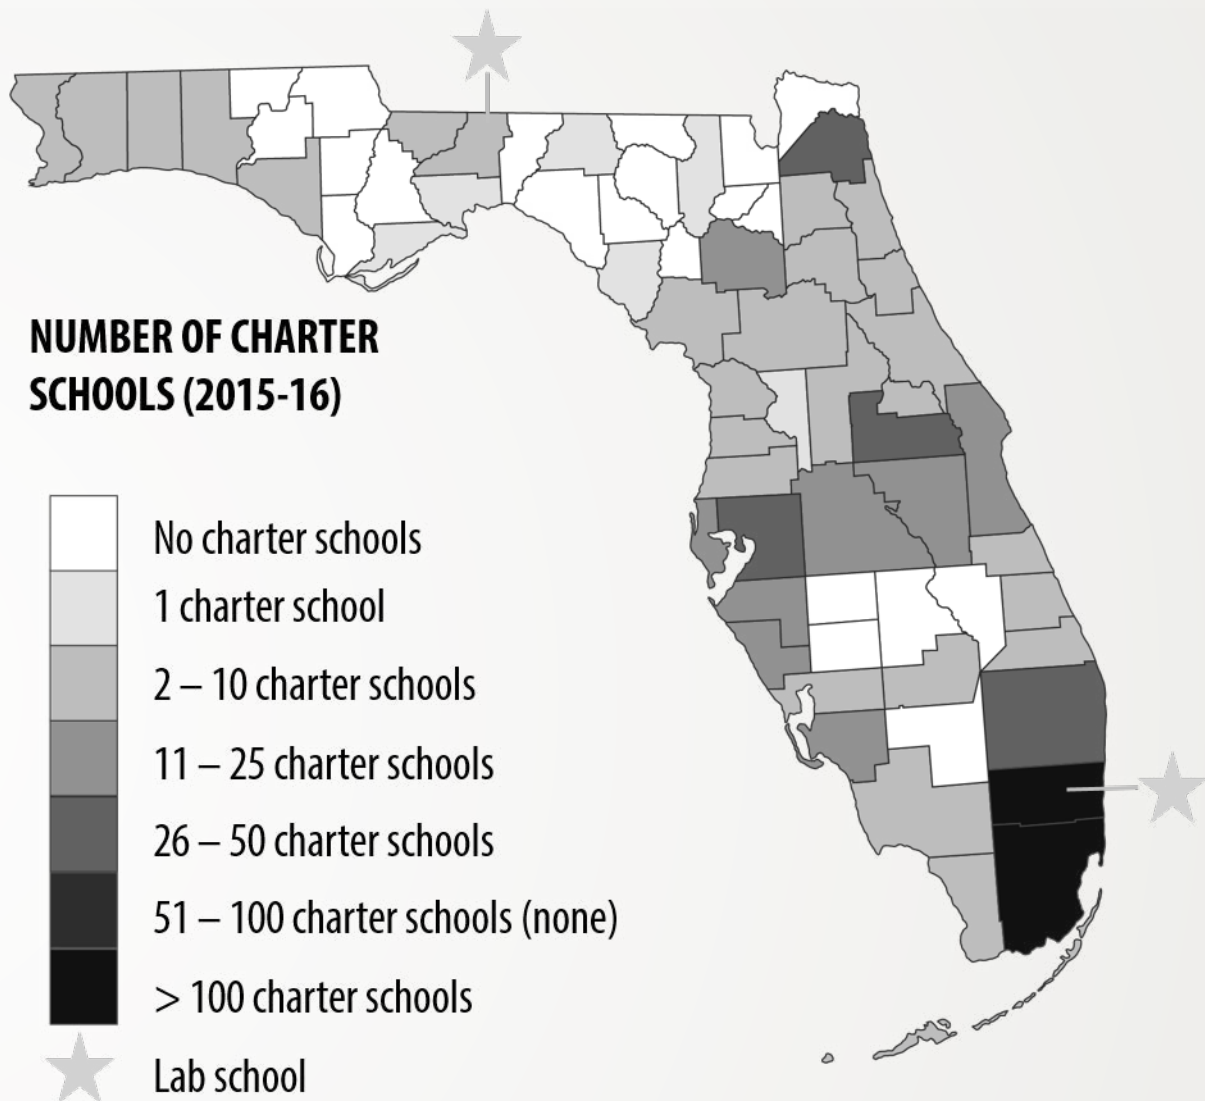 NUMBER OF CHARTER
SCHOOLS (2015-16)
No charter schools
1 charter school
2 – 10 charter schools
11 – 25 charter schools
26 – 50 charter schools
51 – 100 charter schools (none)
> 100 charter schools
Lab school